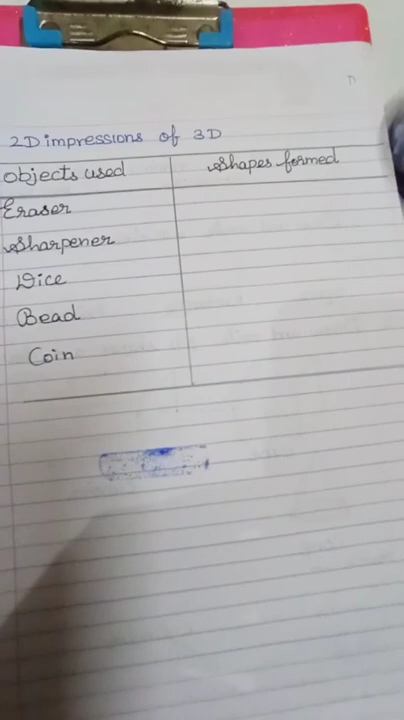 2D impressions of 3D
Objects used Shapes formed
Eraser
Sharpener
Dice
Bead
Coin